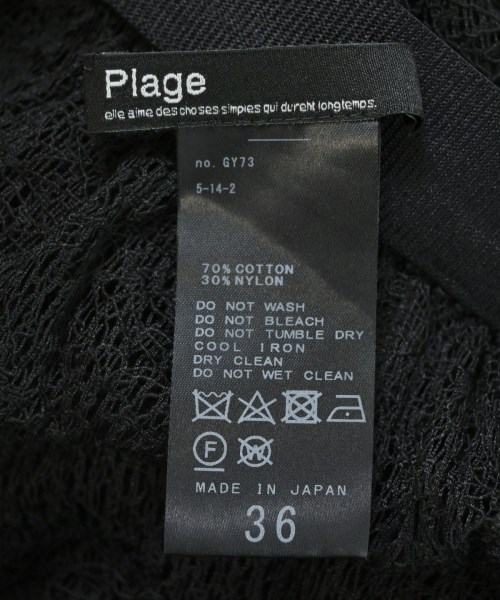 Plage
elle aime des choses simples qui durent longtemps.
no. GY73
5-14-2
70% COTTON
30% NYLON
DO NOT WASH
DO NOT BLEACH
DO NOT TUMBLE DRY
COOL IRON
DRY CLEAN
DO NOT WET CLEAN
F W
MADE IN JAPAN
36